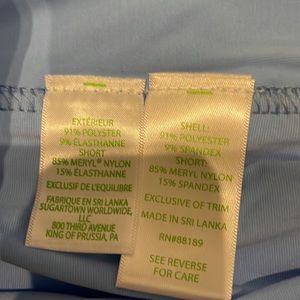 EXTÉRIEUR
91% POLYESTER
9% ÉLASTHANNE
SHORT
85% MERYL® NYLON
15% ÉLASTHANNE
EXCLUSIF DE L'EQUILIBRE
FABRIQUE EN SRI LANKA
SUGARTOWN WORLDWIDE,
LLC
800 THIRD AVENUE
KING OF PRUSSIA, PA
SHELL:
91% POLYESTER
9% SPANDEX
SHORT:
85% MERYL NYLON
15% SPANDEX
EXCLUSIVE OF TRIM
MADE IN SRI LANKA
RN#88189
SEE REVERSE
FOR CARE